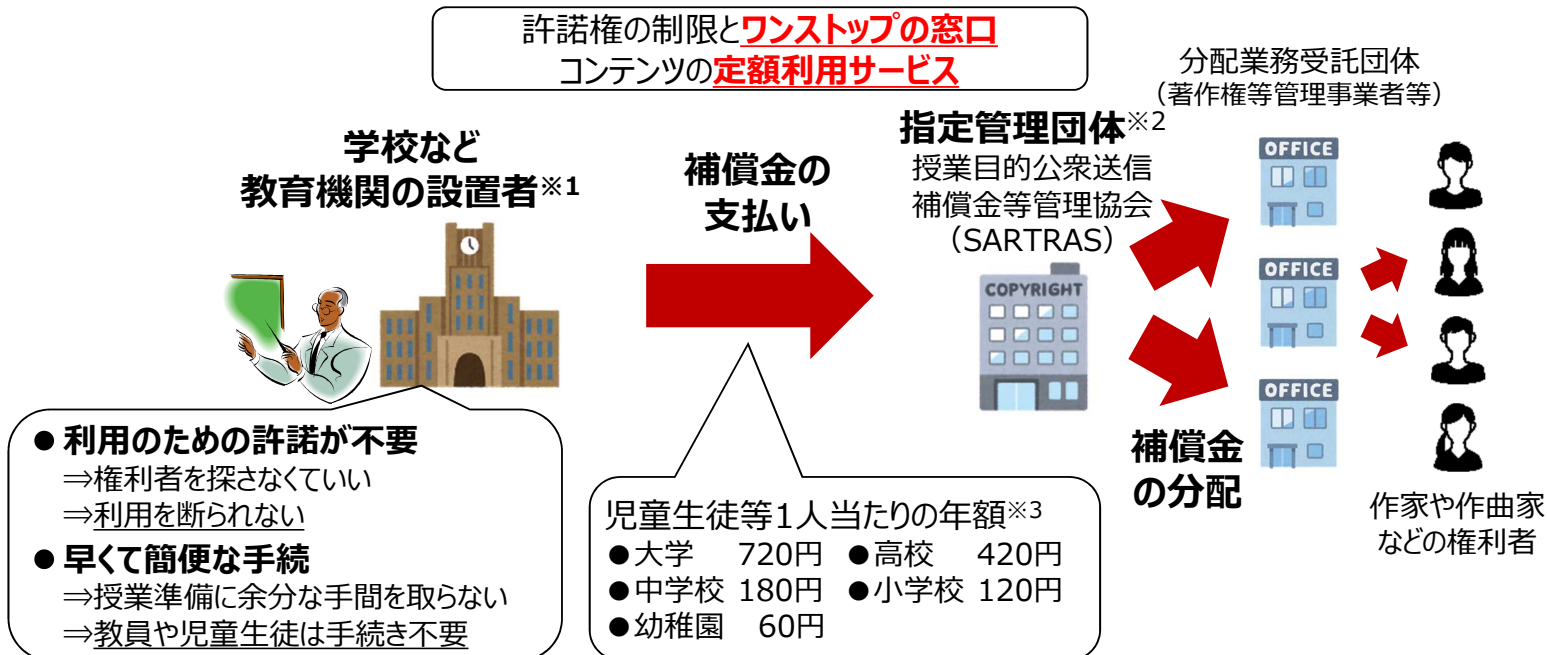 許諾権の制限とワンストップの窓口
コンテンツの定額利用サービス
学校など
教育機関の設置者※1
補償金の
支払い
指定管理団体※2
授業目的公衆送信
補償金等管理協会
（SARTRAS）
COPYRIGHT
分配業務受託団体
（著作権等管理事業者等）
OFFICE
OFFICE
OFFICE
補償金
の分配
作家や作曲家
などの権利者
●利用のための許諾が不要
⇒権利者を探さなくていい
⇒利用を断られない
●早くて簡便な手続
⇒授業準備に余分な手間を取らない
⇒教員や児童生徒は手続き不要
児童生徒等1人当たりの年額※3
●大学 720円 ●高校 420円
●中学校 180円 ●小学校 120円
●幼稚園 60円